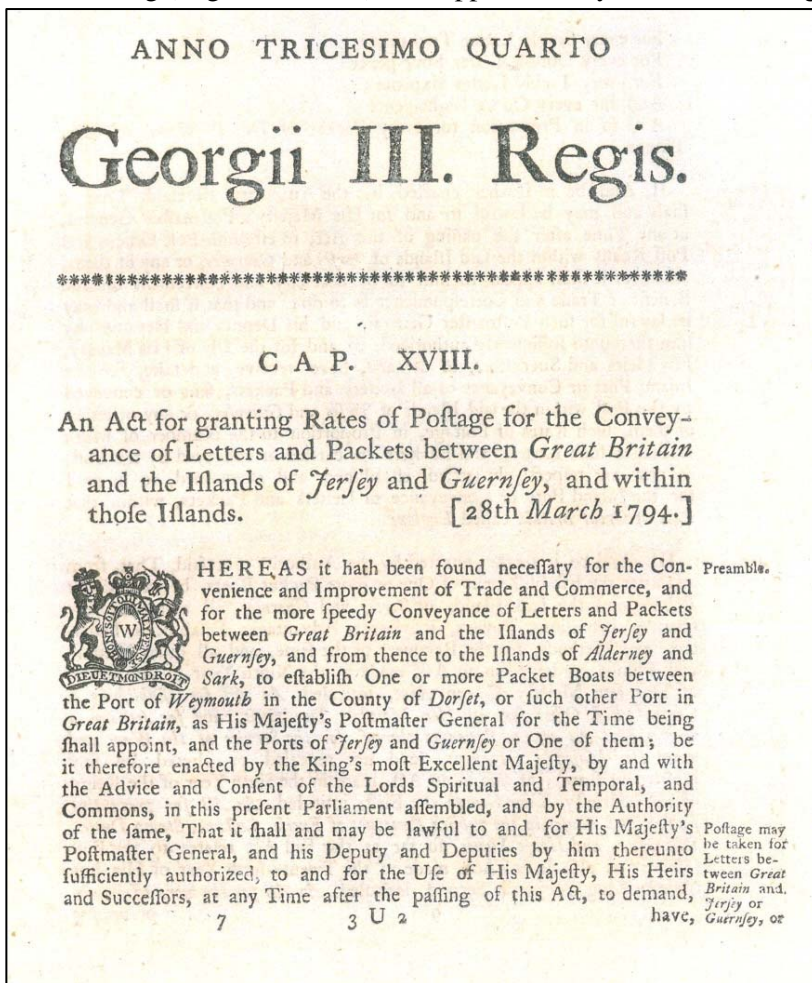 ANNO TRICESIMO QUARTO
Georgii III. Regis.
CAP. XVIII.
An Act for granting Rates of Poſtage for the Convey-
ance of Letters and Packets between Great Britain
and the Iſlands of Jerſey and Guernſey, and within
thoſe Iſlands. [28th March 1794.]
W
DIEU ET MON DROIT
HEREAS it hath been found neceſſary for the Con- Preamble.
venience and Improvement of Trade and Commerce, and
for the more ſpeedy Conveyance of Letters and Packets
between Great Britain and the Iſlands of Jerſey and
Guernſey, and from thence to the Iſlands of Alderney and
Sark, to eſtabliſh One or more Packet Boats between
the Port of Weymouth in the County of Dorſet, or ſuch other Port in
Great Britain, as His Majeſty's Poſtmaſter General for the Time being
ſhall appoint, and the Ports of Jerſey and Guernſey or One of them; be
it therefore enacted by the King's moſt Excellent Majeſty, by and with
the Advice and Conſent of the Lords Spiritual and Temporal, and
Commons, in this preſent Parliament aſſembled, and by the Authority
of the ſame, That it ſhall and may be lawful to and for His Majeſty's
Poſtmaſter General, and his Deputy and Deputies by him thereunto
ſufficiently authorized, to and for the Uſe of His Majeſty, His Heirs
and Succeſſors, at any Time after the paſſing of this Act, to demand,
7 3 U 2 have,
Poſtage may
be taken for
Letters be-
tween Great
Britain and
Jerſey or
Guernſey, or